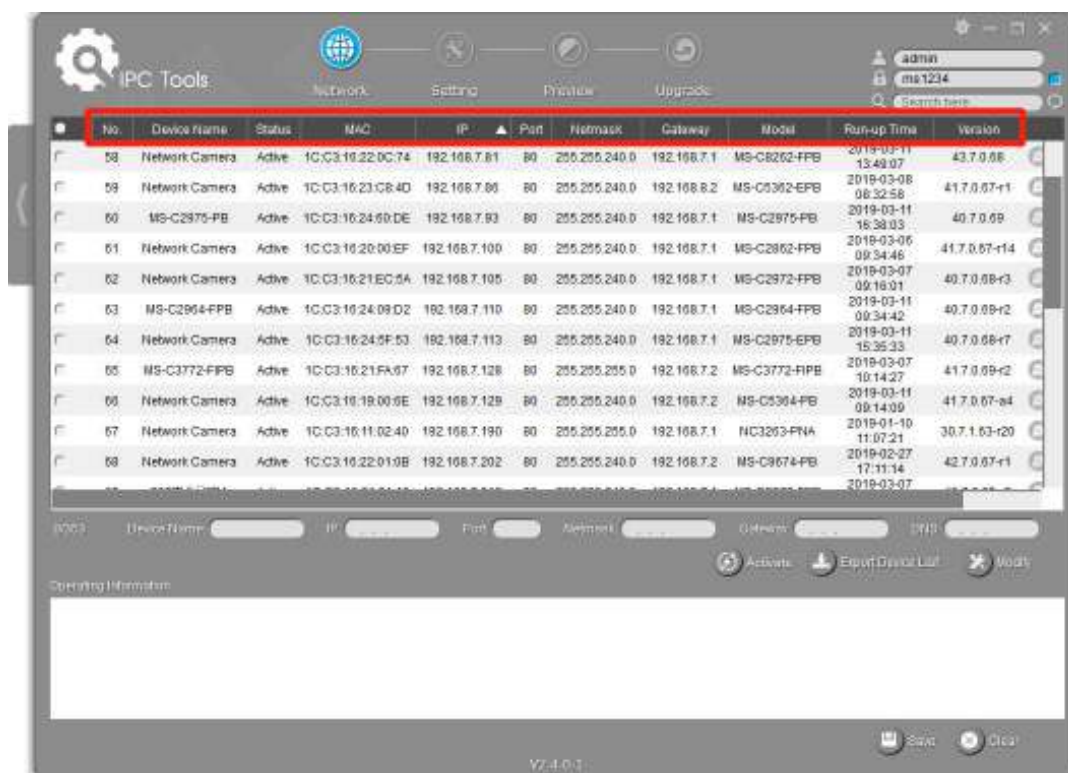 admin
ms1234
Search here
IPC Tools
Network Setting Preview Upgrade
No. Device Name Status MAC IP Port Netmask Gateway Model Run-up Time Version
58 Network Camera Active 1C:C3:16:22:0C:74 192.168.7.81 80 255.255.240.0 192.168.7.1 MS-C8262-FPB 2019-03-11 13:49:07 43.7.0.68
59 Network Camera Active 1C:C3:16:23:CB:4D 192.168.7.86 80 255.255.240.0 192.168.8.2 MS-C5362-EPB 2019-03-08 08:32:58 41.7.0.67-r1
60 MS-C2975-PB Active 1C:C3:16:24:60:DE 192.168.7.93 80 255.255.240.0 192.168.7.1 MS-C2975-PB 2019-03-11 16:38:03 40.7.0.69
61 Network Camera Active 1C:C3:16:20:00:EF 192.168.7.100 80 255.255.240.0 192.168.7.1 MS-C2862-FPB 2019-03-06 09:34:46 41.7.0.67-r14
62 Network Camera Active 1C:C3:16:21:EC:5A 192.168.7.105 80 255.255.240.0 192.168.7.1 MS-C2972-FPB 2019-03-07 09:16:01 40.7.0.68-r3
63 MS-C2964-FPB Active 1C:C3:16:24:09:D2 192.168.7.110 80 255.255.240.0 192.168.7.1 MS-C2964-FPB 2019-03-11 09:34:42 40.7.0.69-r2
64 Network Camera Active 1C:C3:16:24:5F:53 192.168.7.113 80 255.255.240.0 192.168.7.1 MS-C2975-EPB 2019-03-11 15:35:33 40.7.0.68-r7
65 MS-C3772-FIPB Active 1C:C3:16:21:FA:67 192.168.7.128 80 255.255.255.0 192.168.7.2 MS-C3772-FIPB 2019-03-07 10:14:27 41.7.0.69-r2
66 Network Camera Active 1C:C3:16:19:00:6E 192.168.7.129 80 255.255.240.0 192.168.7.2 MS-C5364-PB 2019-03-11 09:14:09 41.7.0.67-a4
67 Network Camera Active 1C:C3:16:11:02:40 192.168.7.190 80 255.255.255.0 192.168.7.1 NC3263-PNA 2019-01-10 11:07:21 30.7.1.63-r20
68 Network Camera Active 1C:C3:16:22:01:0B 192.168.7.202 80 255.255.240.0 192.168.7.2 MS-C9674-PB 2019-02-27 17:11:14 42.7.0.67-r1
2019-03-07
Device Name IP Port Netmask Gateway DNS
Activate Export Device List Modify
Operating Information
Save Clear
V2.4.0.1